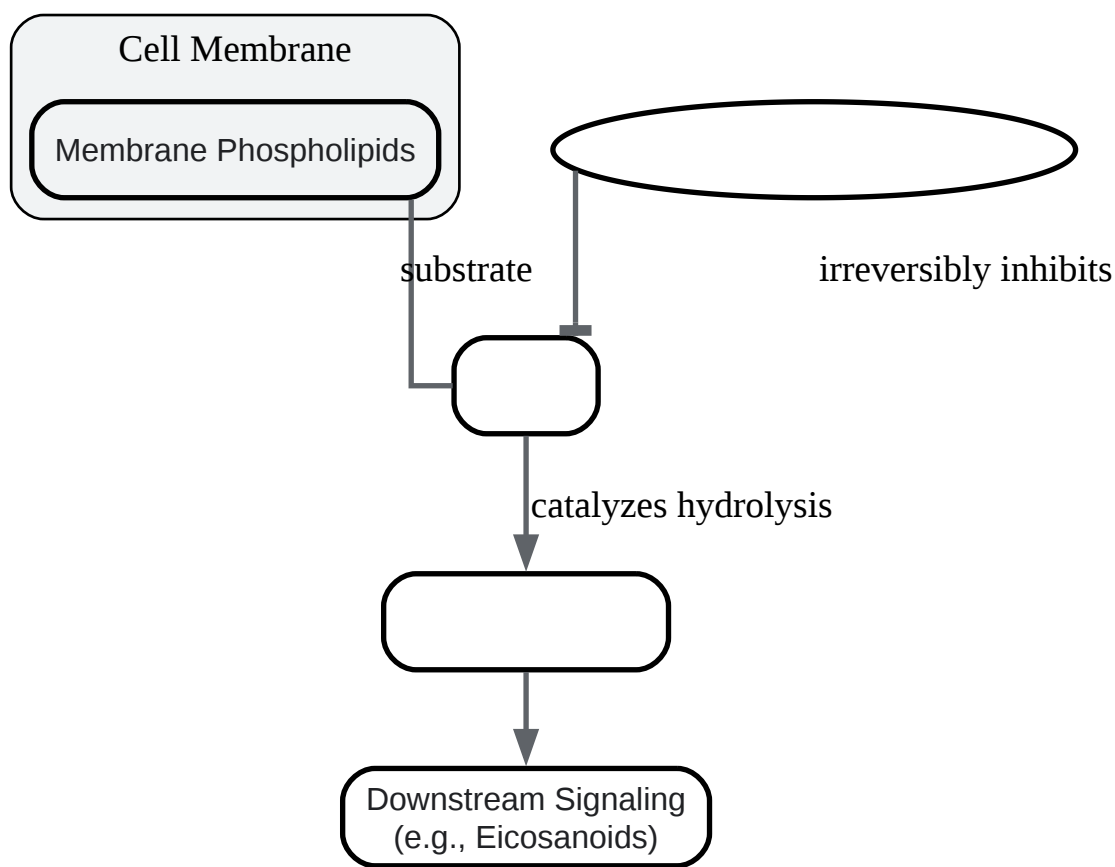 Cell Membrane
Membrane Phospholipids
substrate
irreversibly inhibits
catalyzes hydrolysis
Downstream Signaling
(e.g., Eicosanoids)